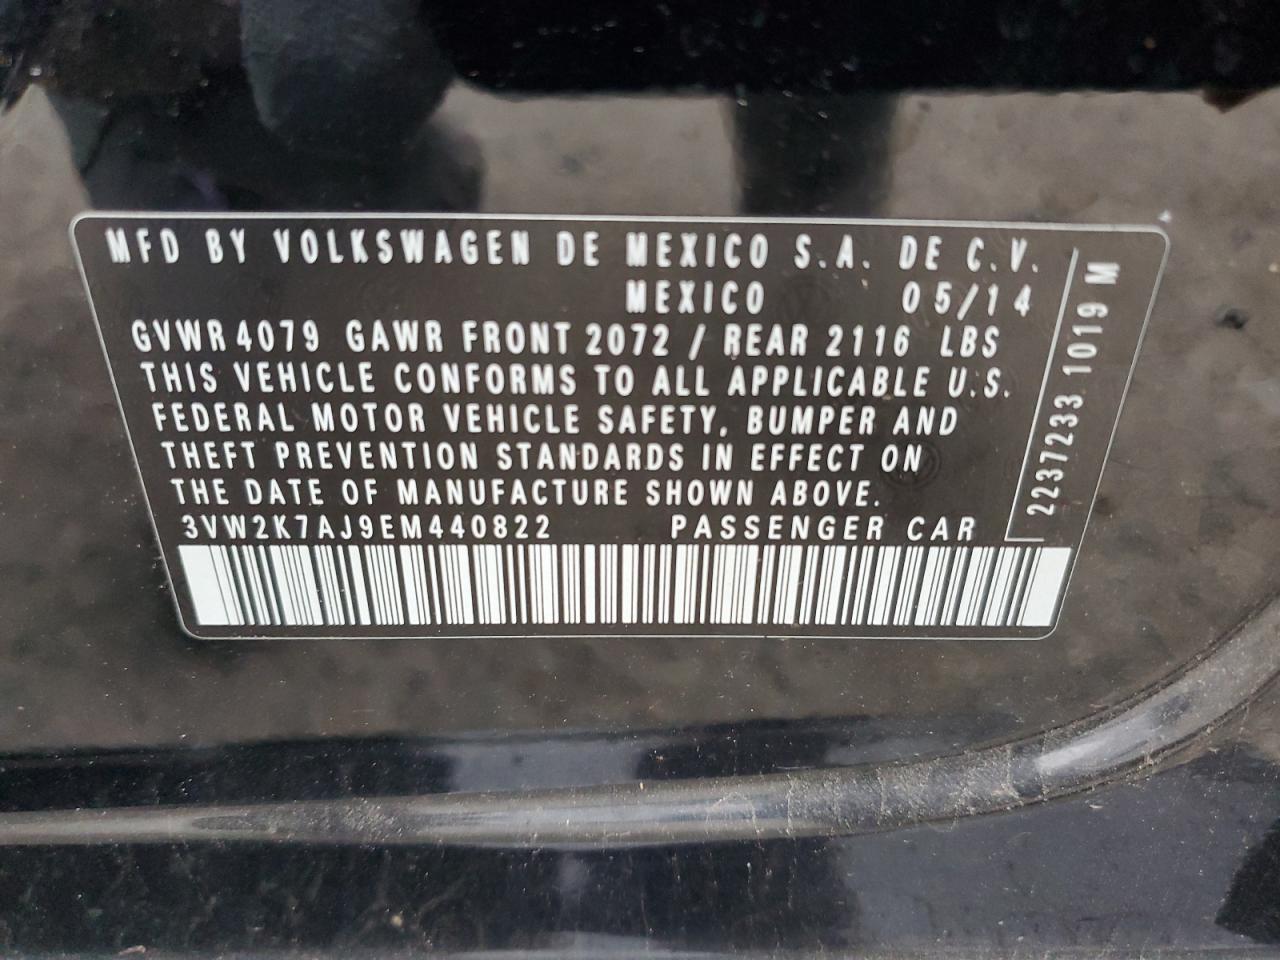 MFD BY VOLKSWAGEN DE MEXICO S.A. DE C.V.
MEXICO 05/14
GVWR 4079 GAWR FRONT 2072 / REAR 2116 LBS
THIS VEHICLE CONFORMS TO ALL APPLICABLE U.S.
FEDERAL MOTOR VEHICLE SAFETY, BUMPER AND
THEFT PREVENTION STANDARDS IN EFFECT ON
THE DATE OF MANUFACTURE SHOWN ABOVE.
3VW2K7AJ9EM440822 PASSENGER CAR
2237233 1019 M